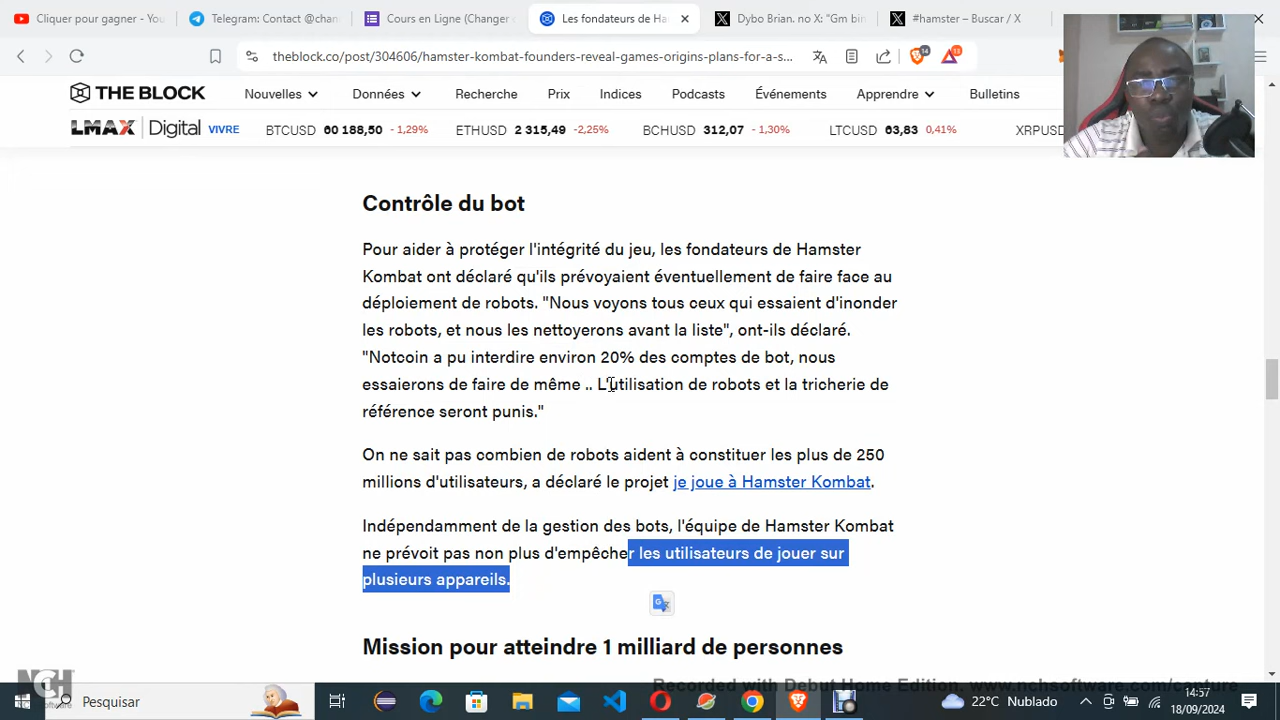 Cliquer pour gagner - You
Telegram: Contact @chan
Cours en Ligne (Changer
Les fondateurs de Ha
Dybo Brian. no X: "Gm bin
#hamster – Buscar / X
theblock.co/post/304606/hamster-kombat-founders-reveal-games-origins-plans-for-a-s...
14
13
THE BLOCK
Nouvelles
Données
Recherche
Prix
Indices
Podcasts
Événements
Apprendre
Bulletins
LMAX Digital VIVRE
BTCUSD 60 188,50 - 1,29%
ETHUSD 2 315,49 -2,25%
BCHUSD 312,07 - 1,30%
LTCUSD 63,83 0,41%
XRPUSD
Contrôle du bot
Pour aider à protéger l'intégrité du jeu, les fondateurs de Hamster
Kombat ont déclaré qu'ils prévoyaient éventuellement de faire face au
déploiement de robots. "Nous voyons tous ceux qui essaient d'inonder
les robots, et nous les nettoyerons avant la liste", ont-ils déclaré.
"Notcoin a pu interdire environ 20% des comptes de bot, nous
essaierons de faire de même .. L'utilisation de robots et la tricherie de
référence seront punis."
On ne sait pas combien de robots aident à constituer les plus de 250
millions d'utilisateurs, a déclaré le projet je joue à Hamster Kombat.
Indépendamment de la gestion des bots, l'équipe de Hamster Kombat
ne prévoit pas non plus d'empêcher les utilisateurs de jouer sur
plusieurs appareils.
Mission pour atteindre 1 milliard de personnes
NCH
Software
Recorded with Debut Home Edition. www.nchsoftware.com/capture
Pesquisar
22°C Nublado
14:57
18/09/2024